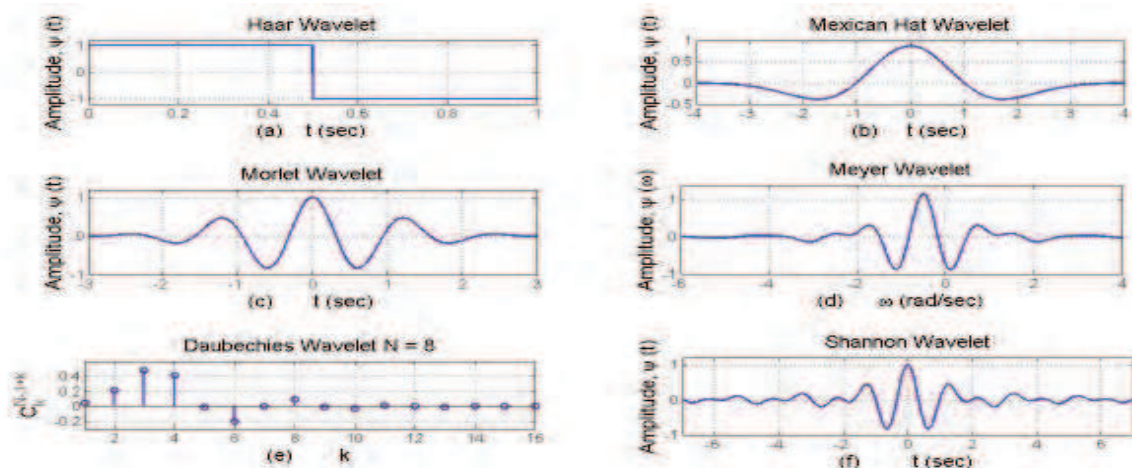 Haar Wavelet
Amplitude, ψ (t)
1
0
-1
0 0.2 0.4 0.6 0.8 1
(a) t (sec)
Mexican Hat Wavelet
Amplitude, ψ (t)
1
0.5
0
-0.5
-4 -3 -2 -1 0 1 2 3 4
(b) t (sec)
Morlet Wavelet
Amplitude, ψ (t)
1
0
-1
-3 -2 -1 0 1 2 3
(c) t (sec)
Meyer Wavelet
Amplitude, ψ (ω)
1
0
-1
-6 -4 -2 0 2 4 6
(d) ω (rad/sec)
Daubechies Wavelet N = 8
0.4
0.2
0
-0.2
2 4 6 8 10 12 14 16
(e) k
Shannon Wavelet
Amplitude, ψ (t)
1
0
-1
-6 -4 -2 0 2 4 6
(f) t (sec)